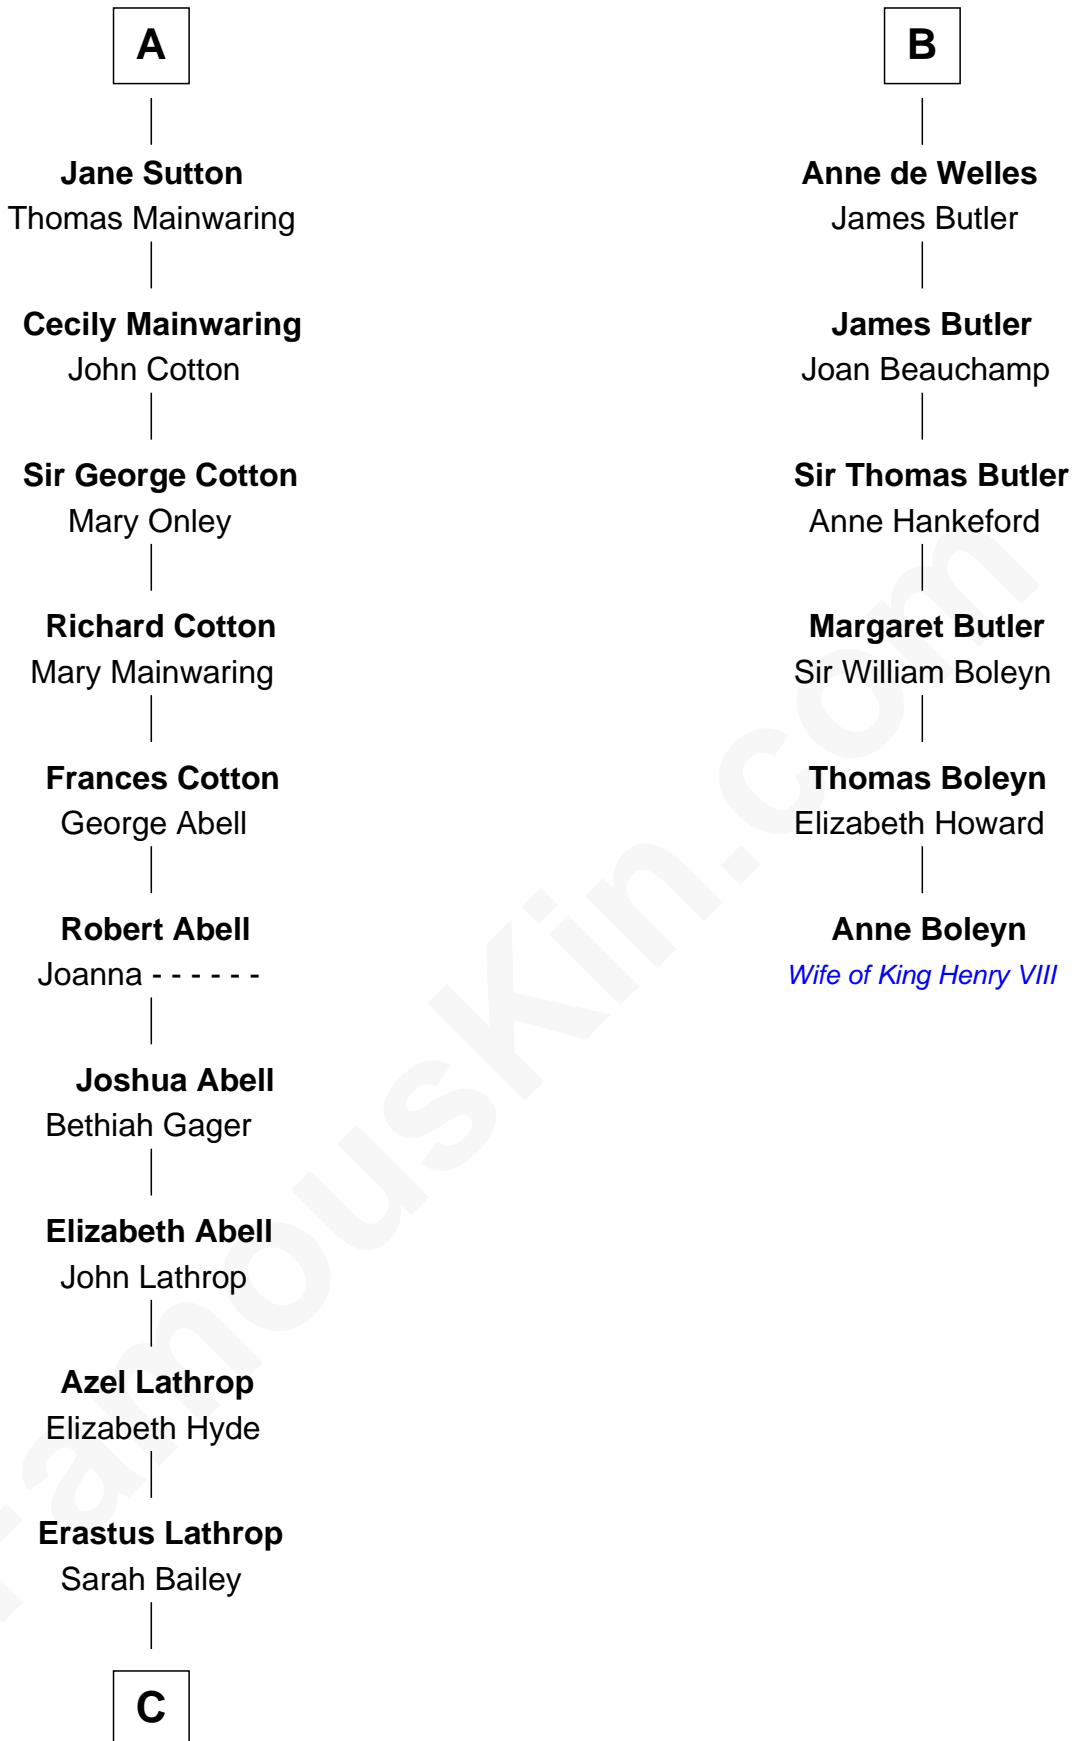 A
Jane Sutton
Thomas Mainwaring
Cecily Mainwaring
John Cotton
Sir George Cotton
Mary Onley
Richard Cotton
Mary Mainwaring
Frances Cotton
George Abell
Robert Abell
Joanna - - - - - -
Joshua Abell
Bethiah Gager
Elizabeth Abell
John Lathrop
Azel Lathrop
Elizabeth Hyde
Erastus Lathrop
Sarah Bailey
C
B
Anne de Welles
James Butler
James Butler
Joan Beauchamp
Sir Thomas Butler
Anne Hankeford
Margaret Butler
Sir William Boleyn
Thomas Boleyn
Elizabeth Howard
Anne Boleyn
Wife of King Henry VIII
FamousKin.com